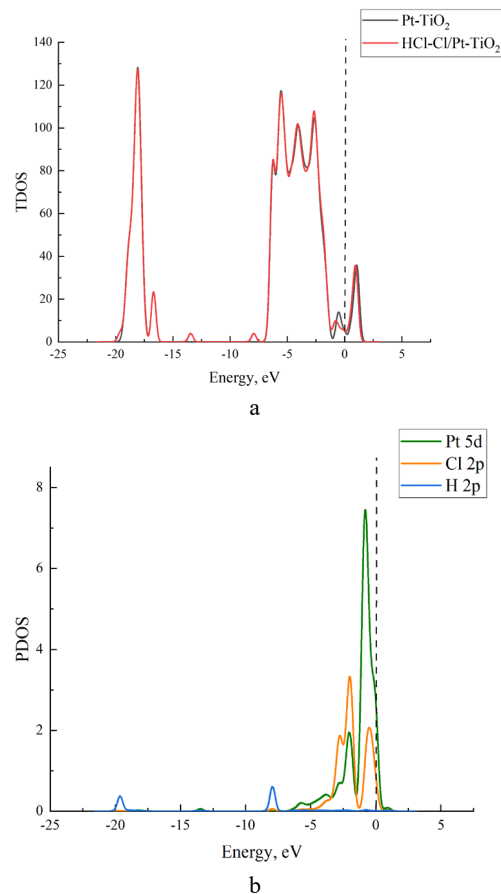 Pt-TiO₂
HCl-Cl/Pt-TiO₂
140
120
100
80
60
40
20
0
TDOS
-25 -20 -15 -10 -5 0 5
Energy, eV
a
Pt 5d
Cl 2p
H 2p
8
6
4
2
0
PDOS
-25 -20 -15 -10 -5 0 5
Energy, eV
b